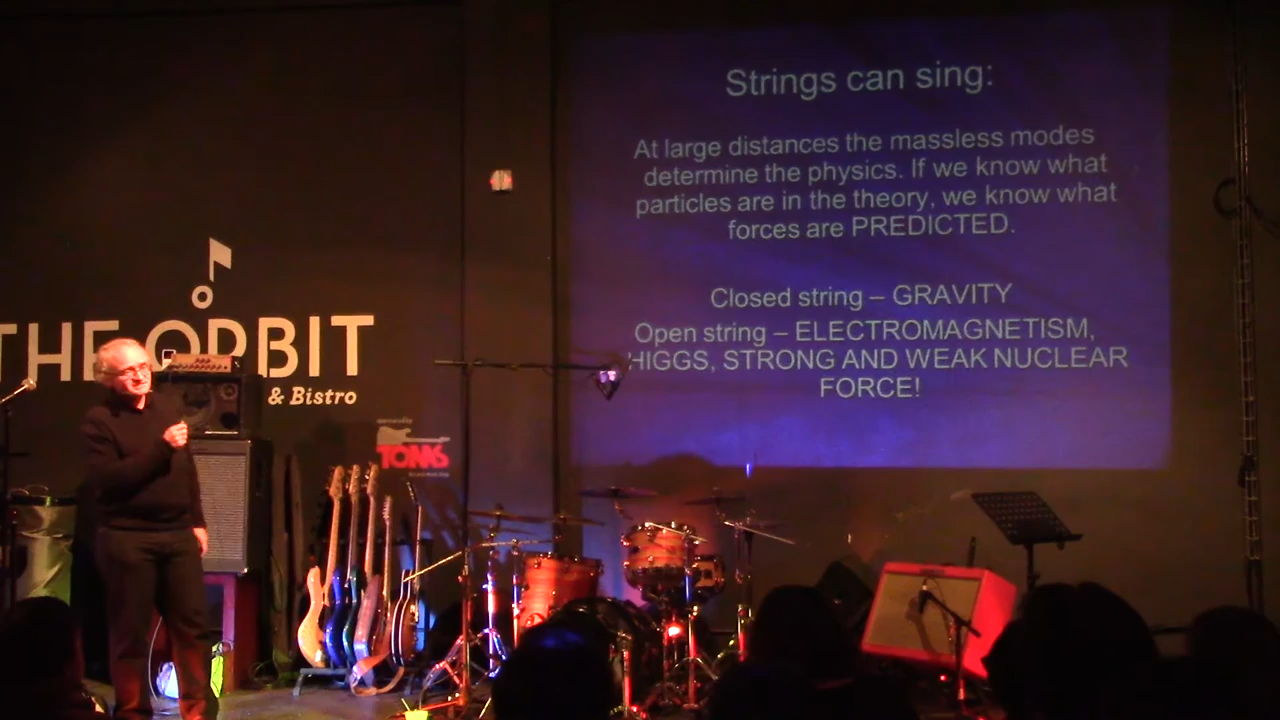 Strings can sing:
At large distances the massless modes
determine the physics. If we know what
particles are in the theory, we know what
forces are PREDICTED.
Closed string – GRAVITY
Open string – ELECTROMAGNETISM,
HIGGS, STRONG AND WEAK NUCLEAR
FORCE!
THE ORBIT
& Bistro
TOMS